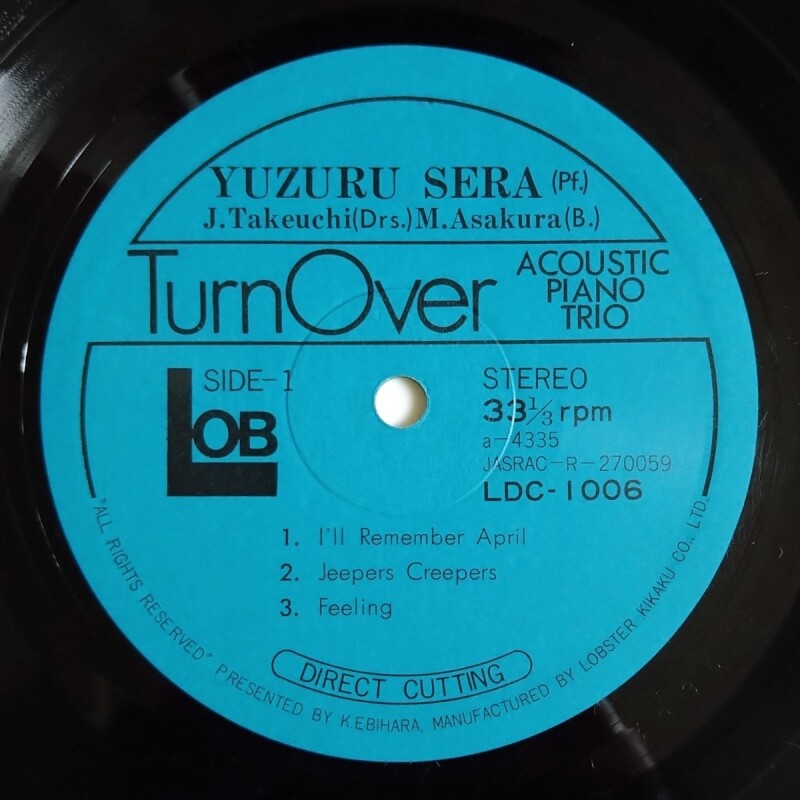 YUZURU SERA (Pf.)
J.Takeuchi(Drs.) M.Asakura(B.)
TurnOver
ACOUSTIC
PIANO
TRIO
LOB
SIDE-1
STEREO
33 1/3 rpm
a-4335
JASRAC-R-270059
LDC-1006
1. I'll Remember April
2. Jeepers Creepers
3. Feeling
DIRECT CUTTING
"ALL RIGHTS RESERVED" PRESENTED BY K.EBIHARA, MANUFACTURED BY LOBSTER KIKAKU CO., LTD.